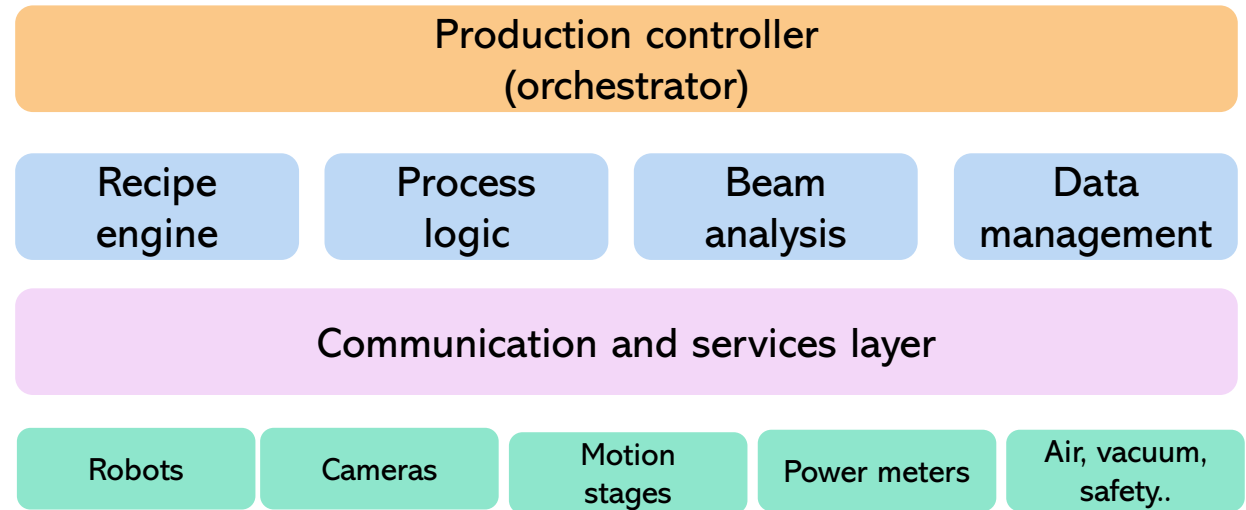 Production controller
(orchestrator)
Recipe
engine
Process
logic
Beam
analysis
Data
management
Communication and services layer
Robots
Cameras
Motion
stages
Power meters
Air, vacuum,
safety..